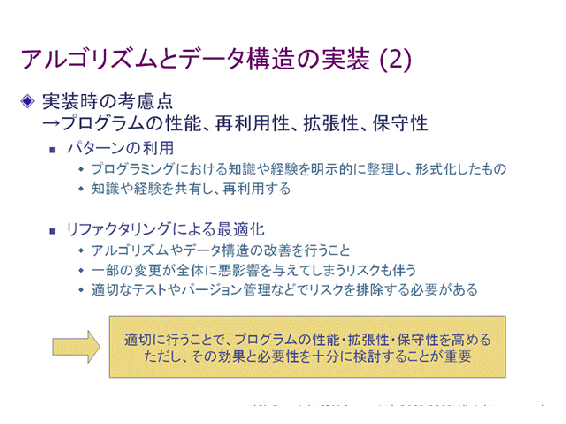 アルゴリズムとデータ構造の実装 (2)
実装時の考慮点
→プログラムの性能、再利用性、拡張性、保守性
パターンの利用
プログラミングにおける知識や経験を明示的に整理し、形式化したもの
知識や経験を共有し、再利用する
リファクタリングによる最適化
アルゴリズムやデータ構造の改善を行うこと
一部の変更が全体に悪影響を与えてしまうリスクも伴う
適切なテストやバージョン管理などでリスクを排除する必要がある
適切に行うことで、プログラムの性能・拡張性・保守性を高める
ただし、その効果と必要性を十分に検討することが重要